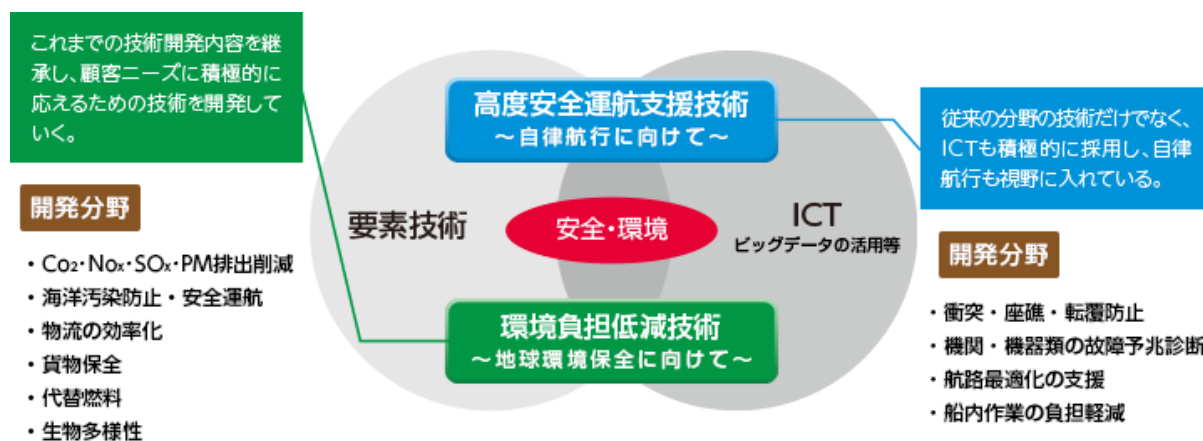 これまでの技術開発内容を継
承し、顧客ニーズに積極的に
応えるための技術を開発して
いく。
開発分野
・Co₂・Noₓ・SOₓ・PM排出削減
・海洋汚染防止・安全運航
・物流の効率化
・貨物保全
・代替燃料
・生物多様性
高度安全運航支援技術
～自律航行に向けて～
要素技術
安全・環境
ICT
ビッグデータの活用等
環境負担低減技術
～地球環境保全に向けて～
従来の分野の技術だけでなく、
ICTも積極的に採用し、自律
航行も視野に入れている。
開発分野
・衝突・座礁・転覆防止
・機関・機器類の故障予兆診断
・航路最適化の支援
・船内作業の負担軽減